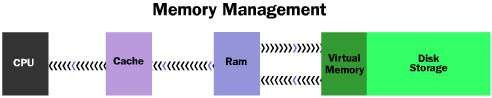 Memory Management
CPU
Cache
Ram
Virtual
Memory
Disk
Storage